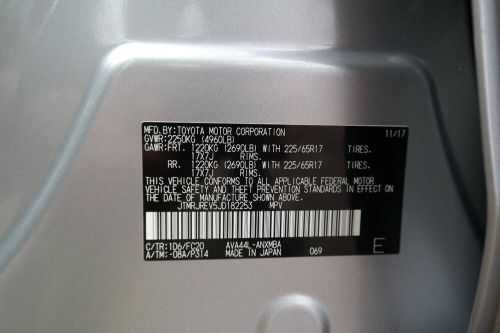 MFD.BY:TOYOTA MOTOR CORPORATION 11/17
GVWR:2250KG (4960LB)
GAWR:FRT. 1220KG (2690LB) WITH 225/65R17 TIRES.
17X7J RIMS.
RR. 1220KG (2690LB) WITH 225/65R17 TIRES.
17X7J RIMS.
THIS VEHICLE CONFORMS TO ALL APPLICABLE FEDERAL MOTOR
VEHICLE SAFETY AND THEFT PREVENTION STANDARDS IN EFFECT
ON THE DATE OF MANUFACTURE SHOWN ABOVE.
JTMRJREV5JD182253 MPV
C/TR:1D6/FC20 AVA44L-ANXMBA
A/TM:-08A/P314 MADE IN JAPAN 069 E